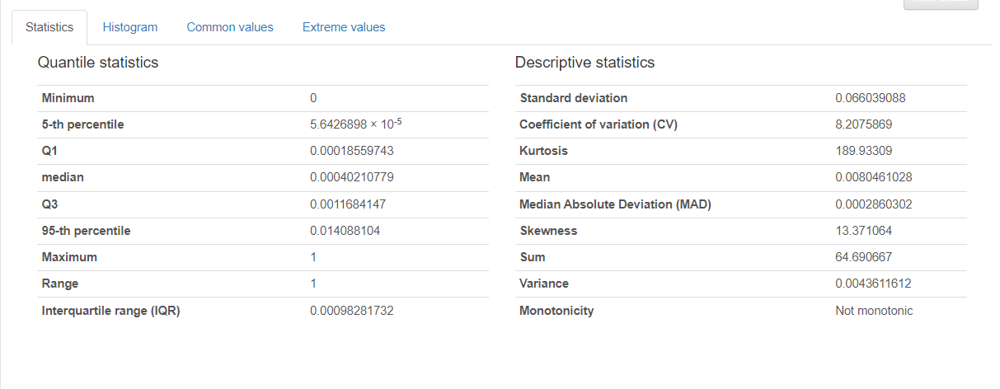 Statistics Histogram Common values Extreme values
Quantile statistics
Minimum 0
5-th percentile 5.6426898 × 10⁻⁵
Q1 0.00018559743
median 0.00040210779
Q3 0.0011684147
95-th percentile 0.014088104
Maximum 1
Range 1
Interquartile range (IQR) 0.00098281732
Descriptive statistics
Standard deviation 0.066039088
Coefficient of variation (CV) 8.2075869
Kurtosis 189.93309
Mean 0.0080461028
Median Absolute Deviation (MAD) 0.0002860302
Skewness 13.371064
Sum 64.690667
Variance 0.0043611612
Monotonicity Not monotonic